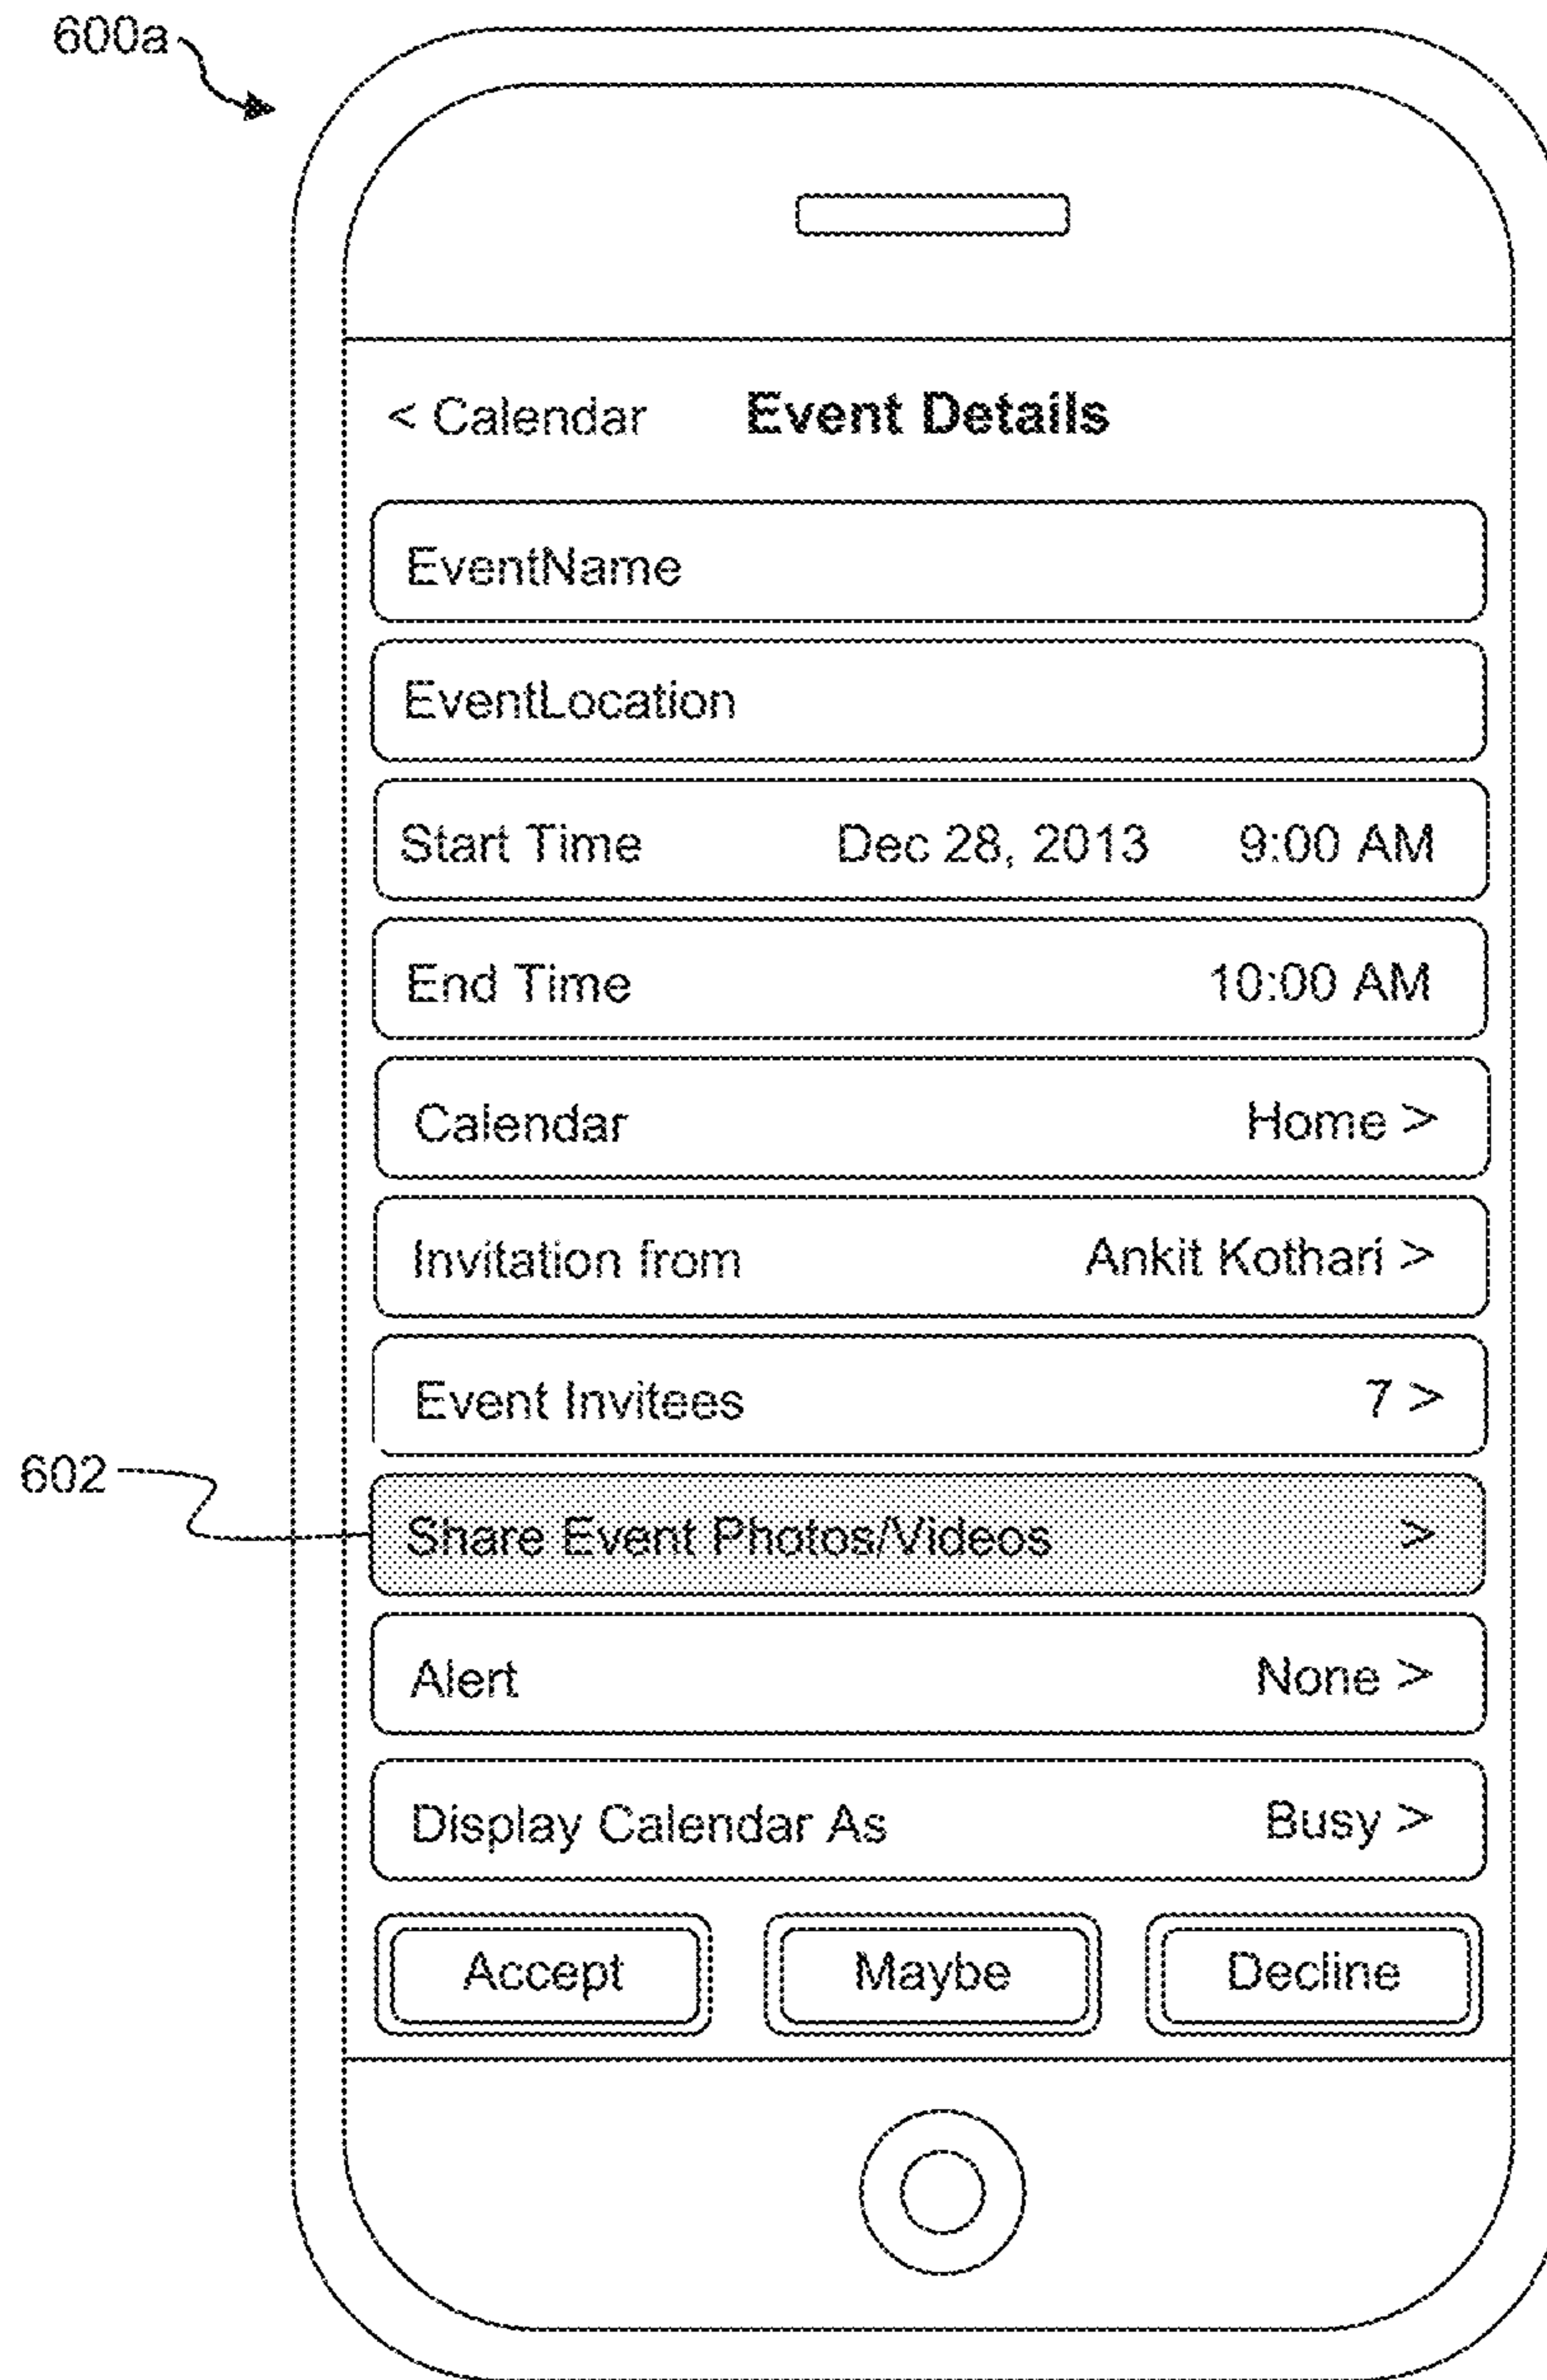 600a
< Calendar Event Details
EventName
EventLocation
Start Time Dec 28, 2013 9:00 AM
End Time 10:00 AM
Calendar Home >
Invitation from Ankit Kothari >
Event Invitees 7 >
602
Share Event Photos/Videos >
Alert None >
Display Calendar As Busy >
Accept Maybe Decline